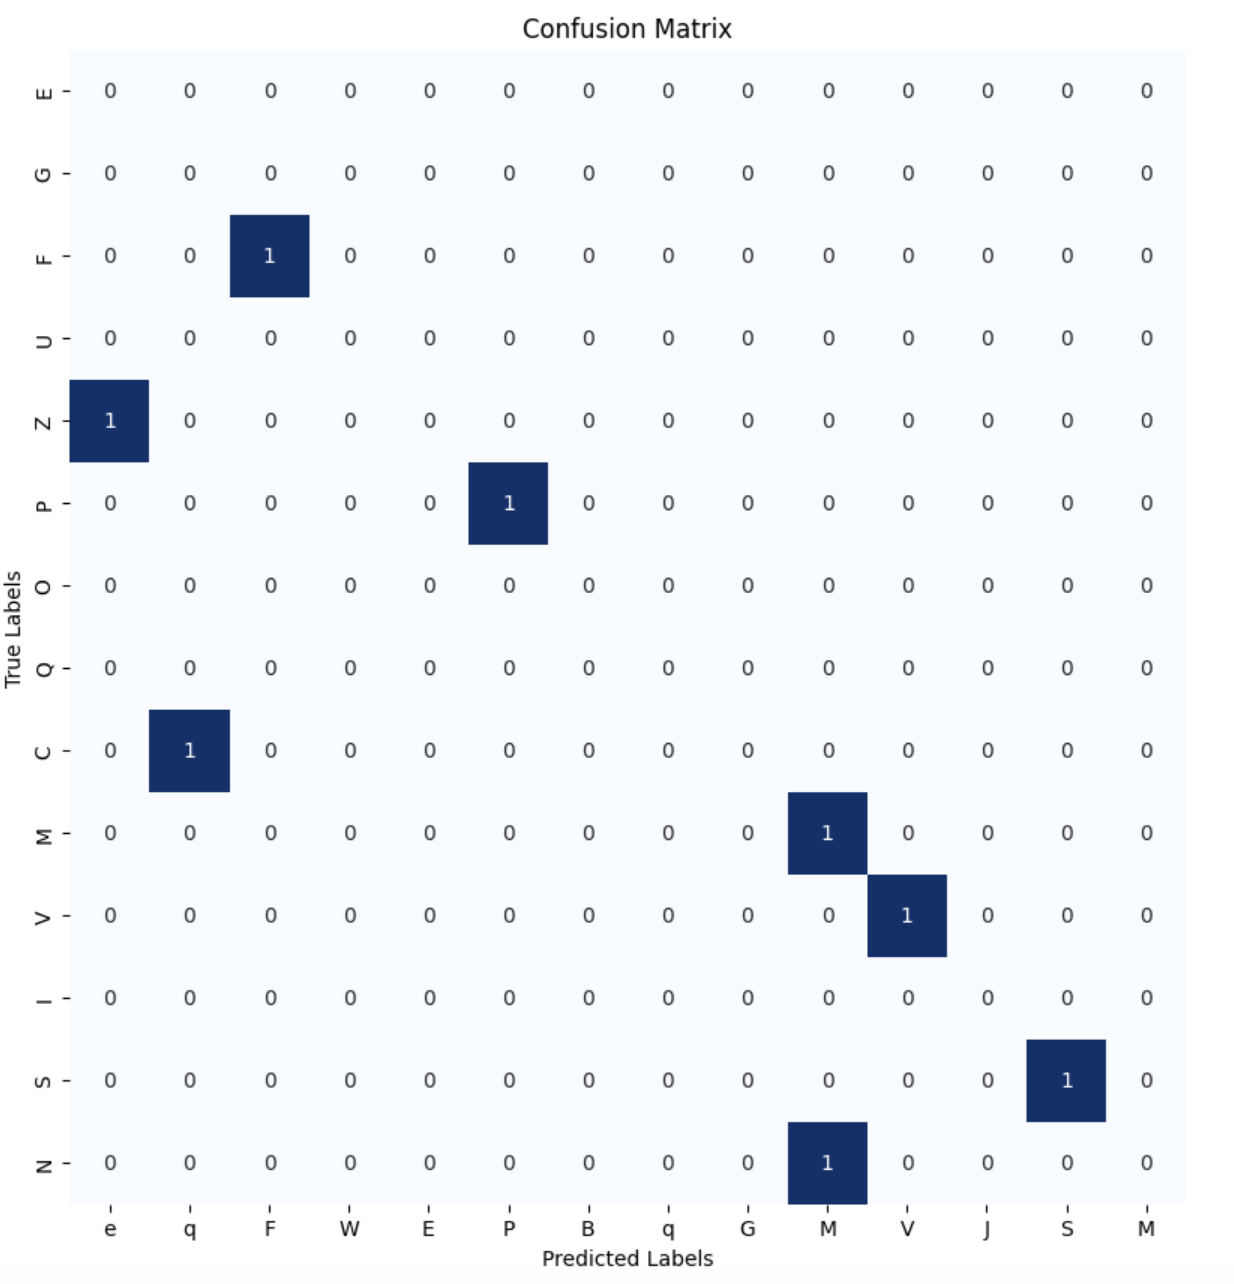 Confusion Matrix
E 0 0 0 0 0 0 0 0 0 0 0 0 0 0
G 0 0 0 0 0 0 0 0 0 0 0 0 0 0
F 0 0 1 0 0 0 0 0 0 0 0 0 0 0
U 0 0 0 0 0 0 0 0 0 0 0 0 0 0
Z 1 0 0 0 0 0 0 0 0 0 0 0 0 0
P 0 0 0 0 0 1 0 0 0 0 0 0 0 0
O 0 0 0 0 0 0 0 0 0 0 0 0 0 0
True Labels
Q 0 0 0 0 0 0 0 0 0 0 0 0 0 0
C 0 1 0 0 0 0 0 0 0 0 0 0 0 0
M 0 0 0 0 0 0 0 0 0 1 0 0 0 0
V 0 0 0 0 0 0 0 0 0 0 1 0 0 0
I 0 0 0 0 0 0 0 0 0 0 0 0 0 0
S 0 0 0 0 0 0 0 0 0 0 0 0 1 0
N 0 0 0 0 0 0 0 0 0 1 0 0 0 0
e q F W E P B q G M V J S M
Predicted Labels